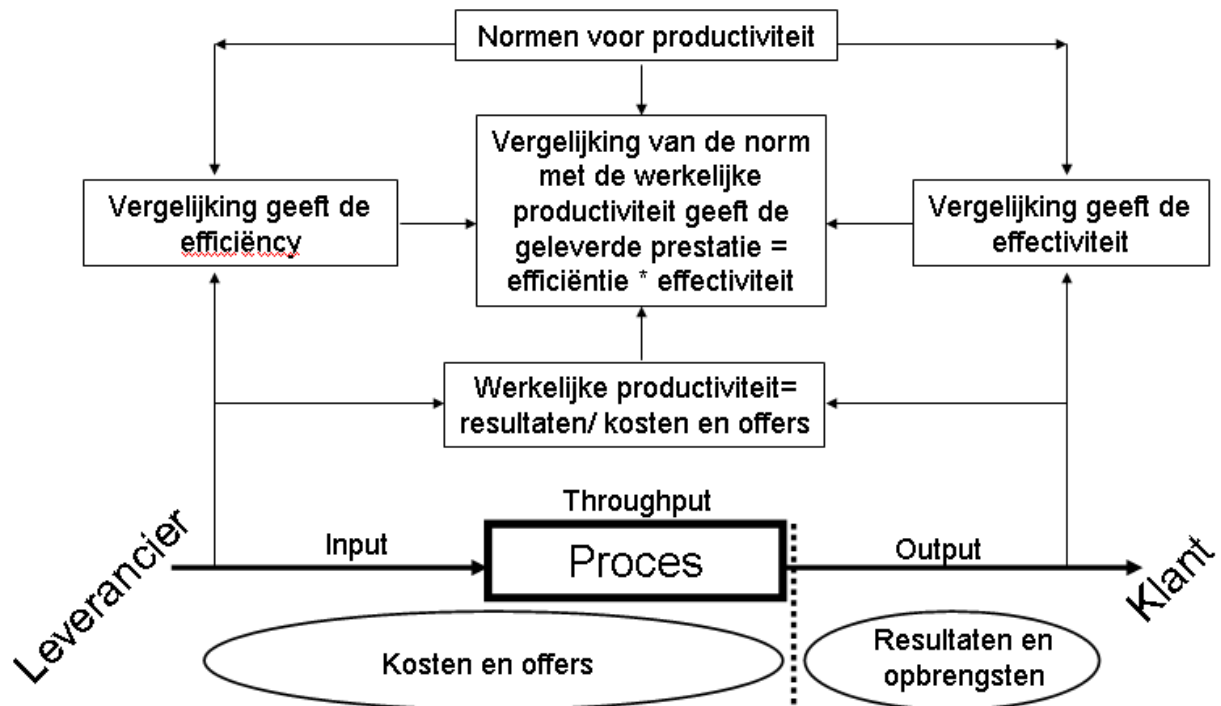 Normen voor productiviteit
Vergelijking geeft de
efficiëncy
Vergelijking van de norm
met de werkelijke
productiviteit geeft de
geleverde prestatie =
efficiëntie * effectiviteit
Vergelijking geeft de
effectiviteit
Werkelijke productiviteit=
resultaten/ kosten en offers
Throughput
Leverancier
Input
Proces
Output
Klant
Kosten en offers
Resultaten en
opbrengsten